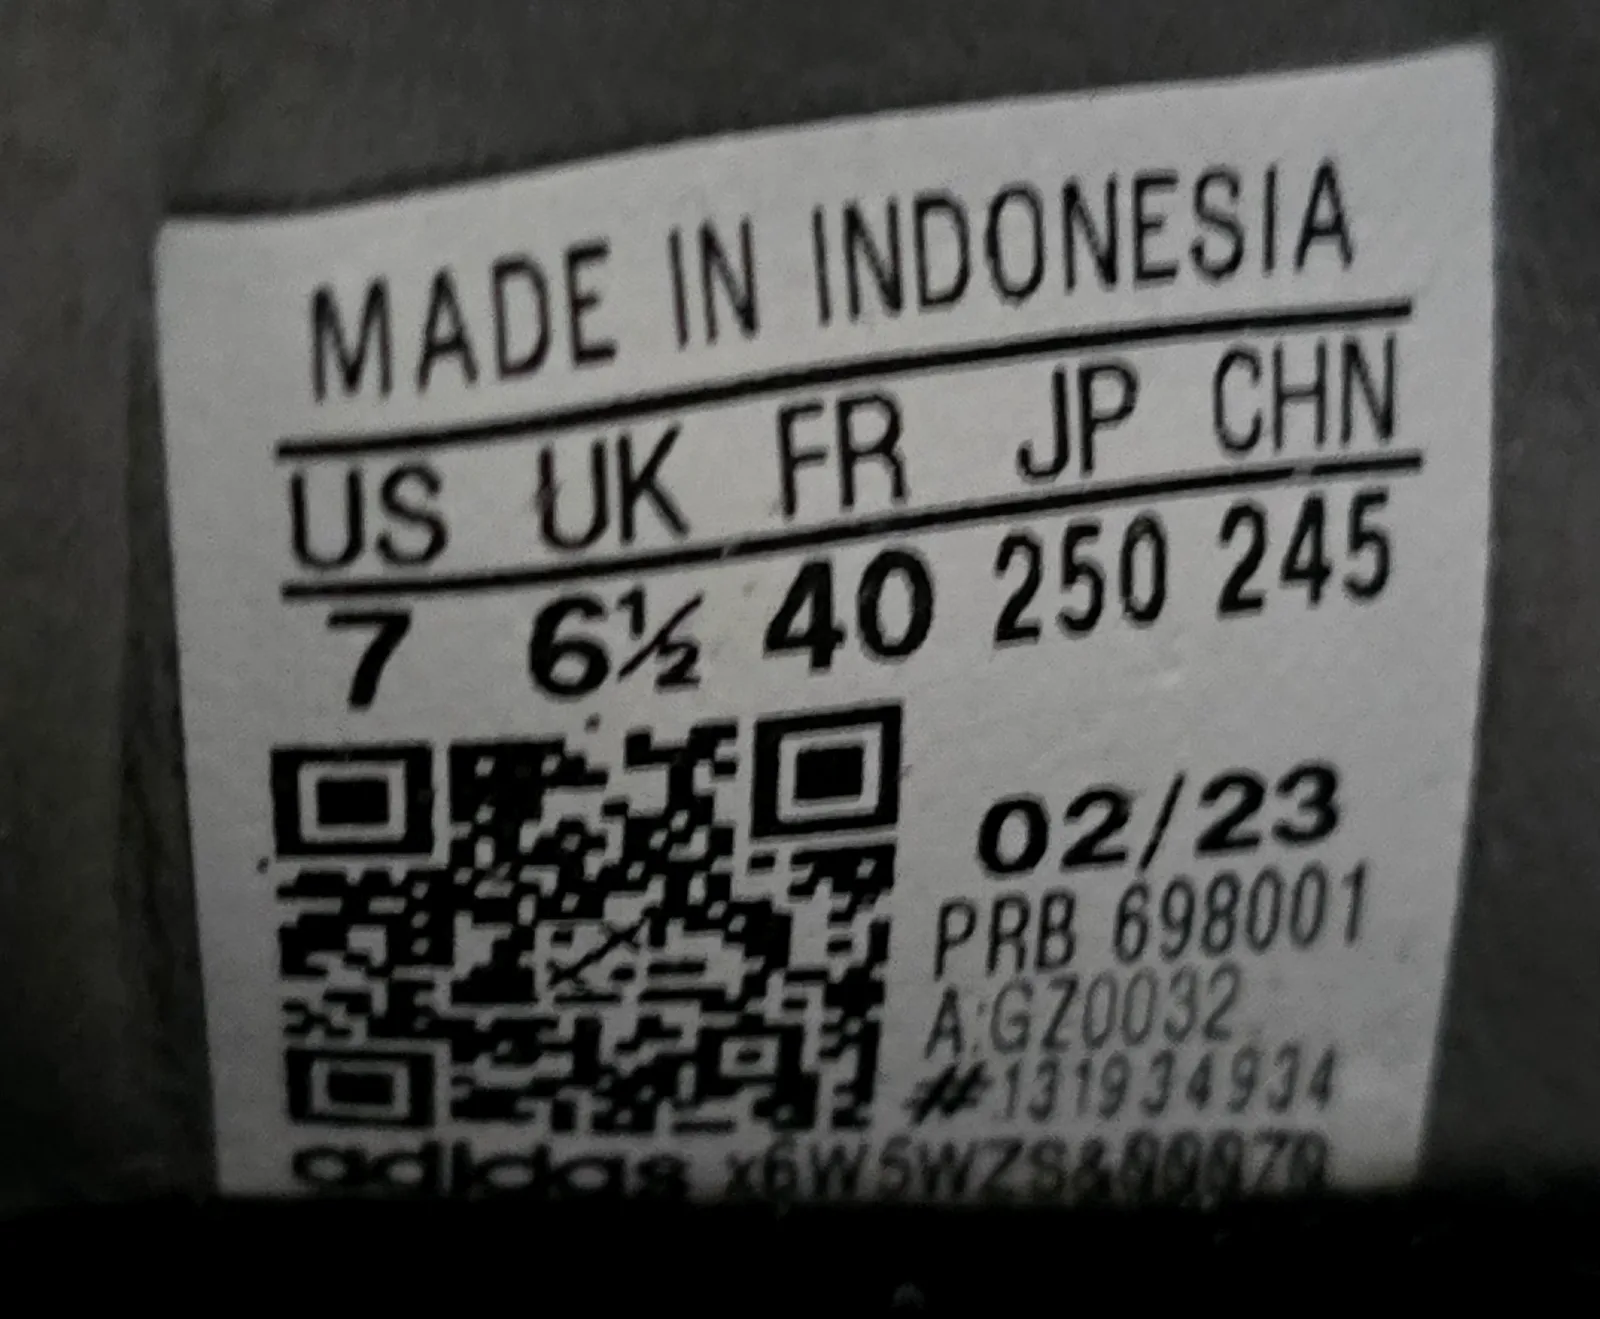 MADE IN INDONESIA
US UK FR JP CHN
7 6½ 40 250 245
02/23
PRB 698001
A:GZ0032
#131934934
adidas